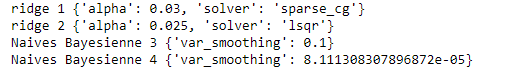 ridge 1 {'alpha': 0.03, 'solver': 'sparse_cg'}
ridge 2 {'alpha': 0.025, 'solver': 'lsqr'}
Naives Bayesienne 3 {'var_smoothing': 0.1}
Naives Bayesienne 4 {'var_smoothing': 8.111308307896872e-05}